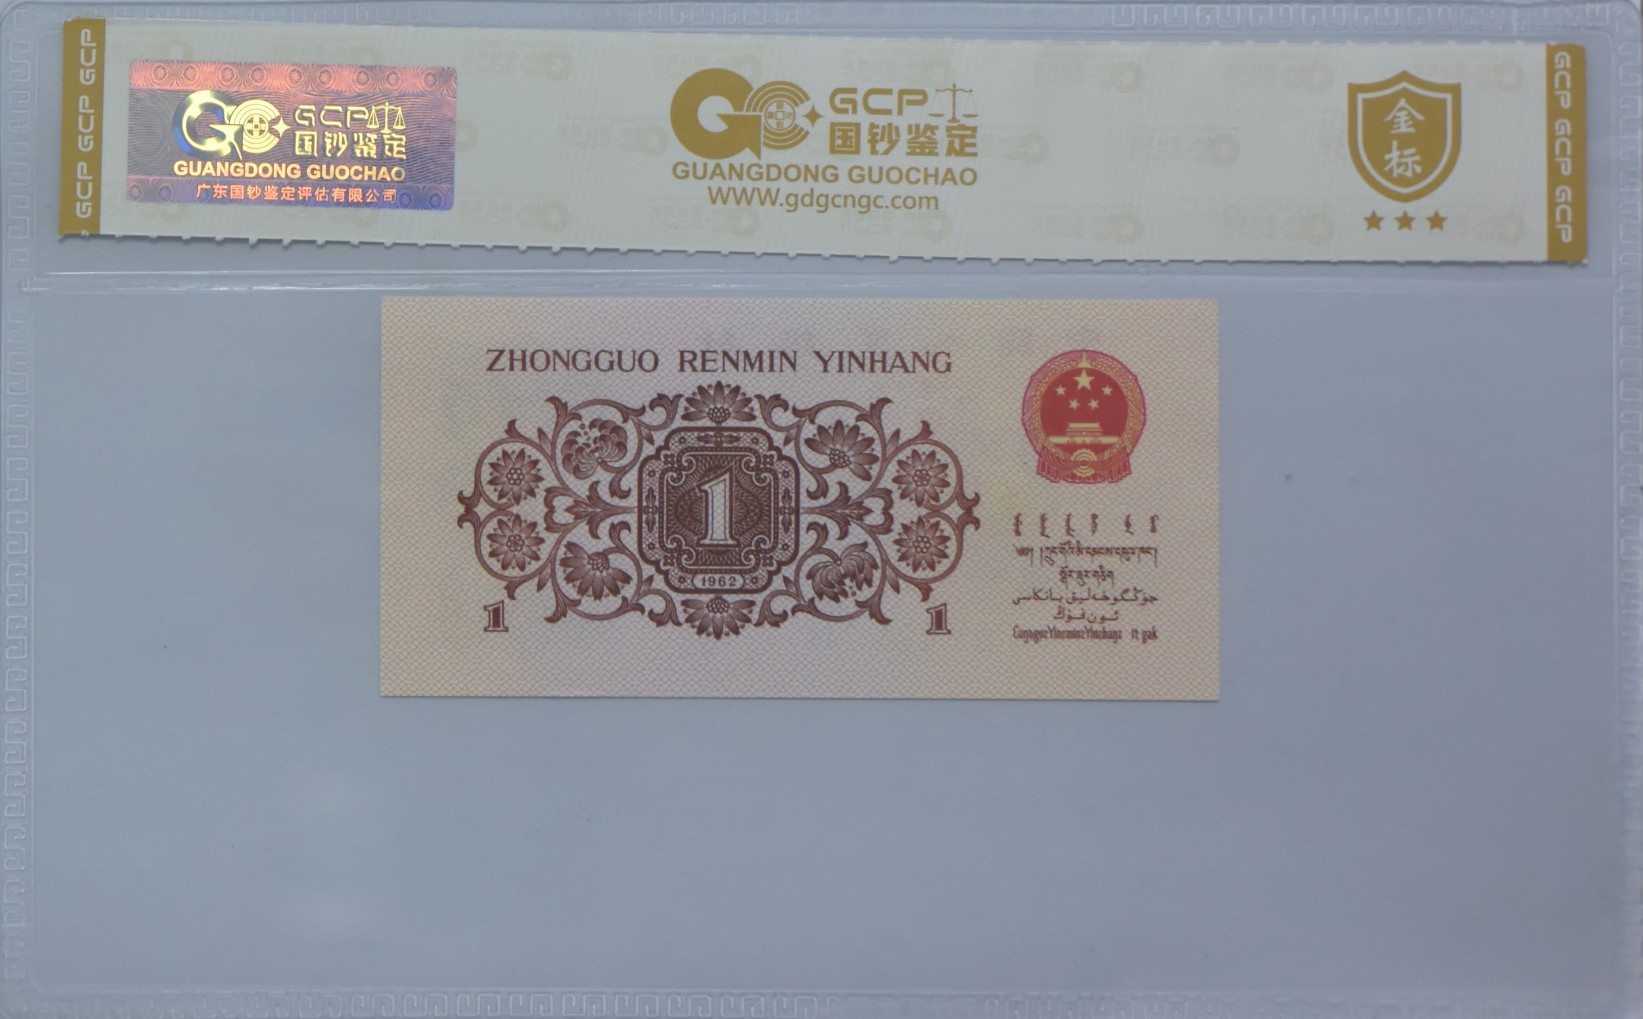 GCP GCP GCP
GCP
国钞鉴定
GUANGDONG GUOCHAO
广东国钞鉴定评估有限公司
GCP
国钞鉴定
GUANGDONG GUOCHAO
www.gdgcngc.com
金
标
GCP GCP GCP
ZHONGGUO RENMIN YINHANG
1
1962
1
1
جۇڭگوخەلىق بانكاسى